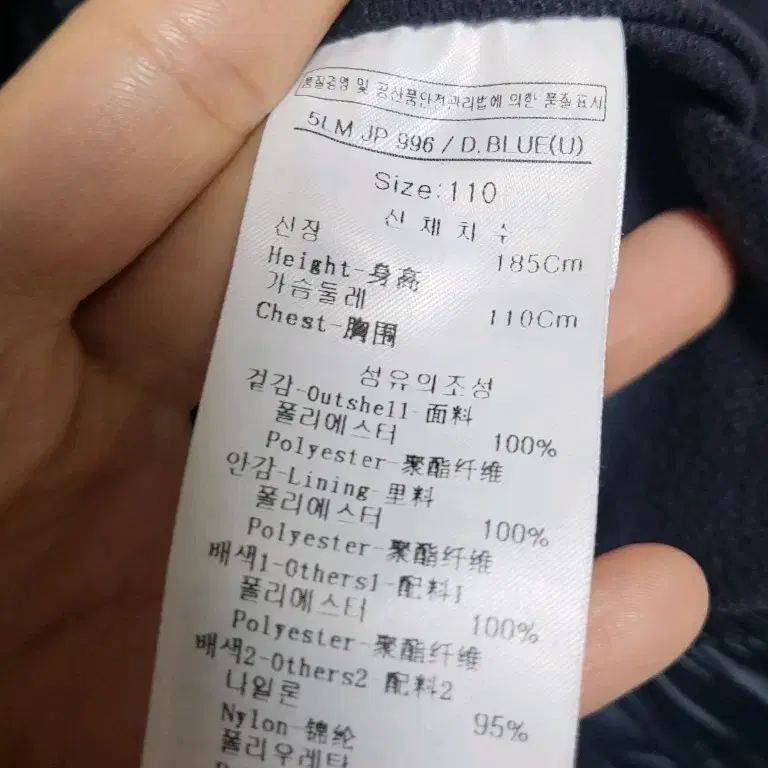 품질경영 및 공산품안전관리법에 의한 품질표시
5LM JP 996 / D.BLUE(U)
Size:110
신체치수
신장 185Cm
Height-身高
가슴둘레 110Cm
Chest-胸围
섬유의조성
겉감-Outshell-面料
폴리에스터 100%
Polyester-聚酯纤维
안감-Lining-里料
폴리에스터 100%
Polyester-聚酯纤维
배색1-Others1-配料1
폴리에스터 100%
Polyester-聚酯纤维
배색2-Others2 配料2
나일론 95%
Nylon-锦纶
폴리우레탄